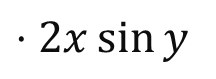 · 2x sin y